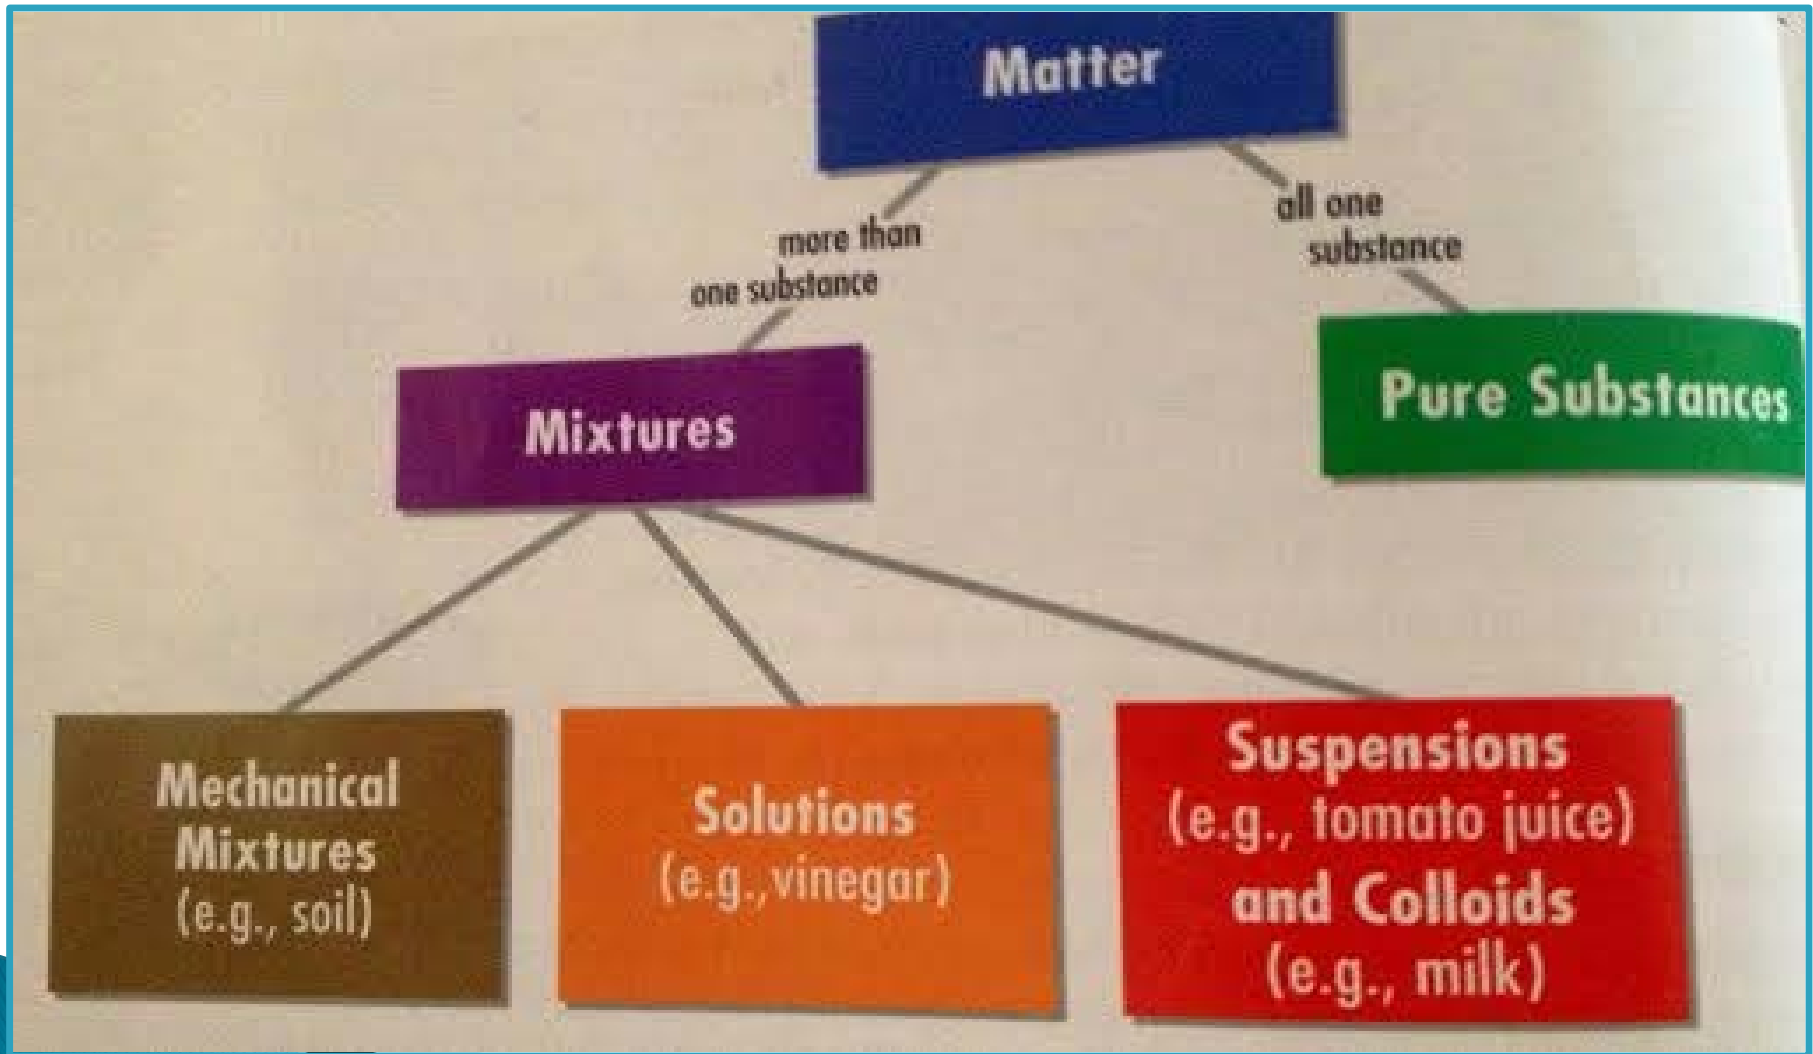 Matter
more than
one substance
all one
substance
Mixtures
Pure Substances
Mechanical
Mixtures
(e.g., soil)
Solutions
(e.g.,vinegar)
Suspensions
(e.g., tomato juice)
and Colloids
(e.g., milk)